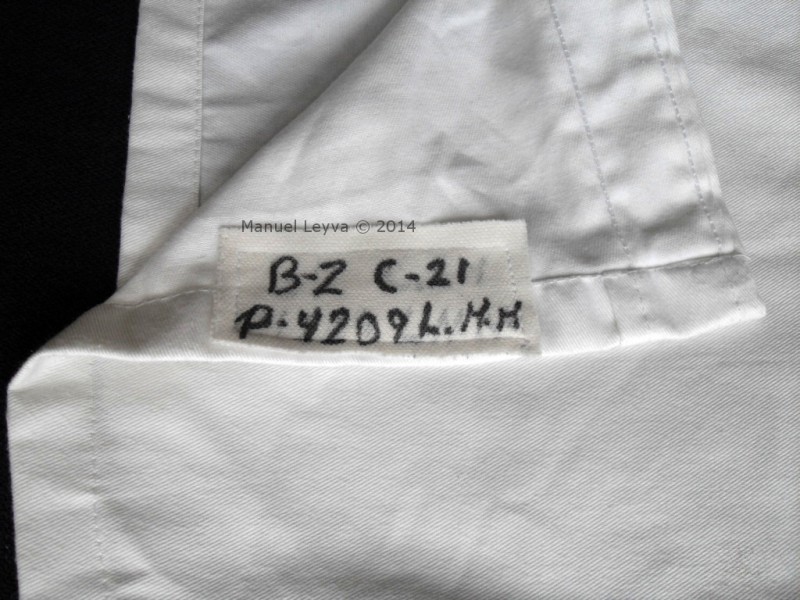 Manuel Leyva © 2014
B-2 C-21
P-4209 L.H.H